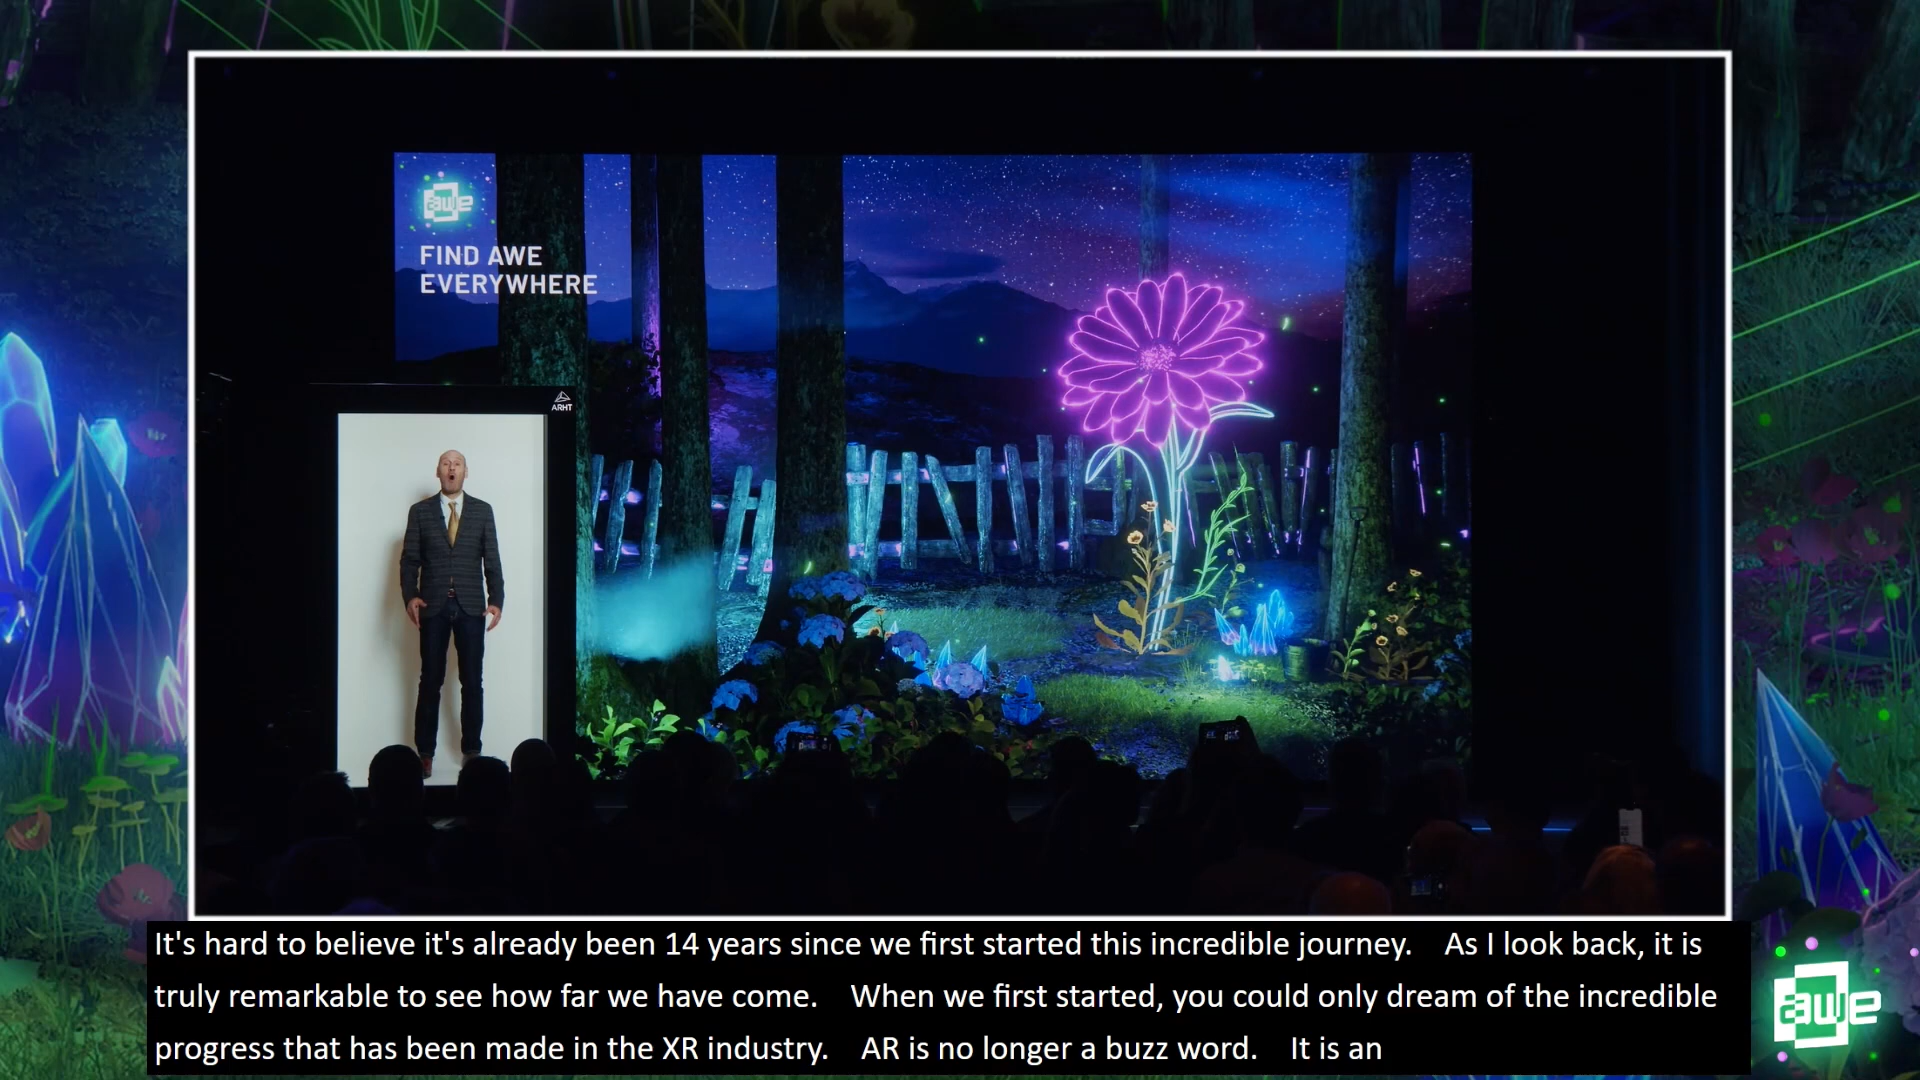 awe
FIND AWE
EVERYWHERE
ARHT
It's hard to believe it's already been 14 years since we first started this incredible journey. As I look back, it is
truly remarkable to see how far we have come. When we first started, you could only dream of the incredible
progress that has been made in the XR industry. AR is no longer a buzz word. It is an
awe